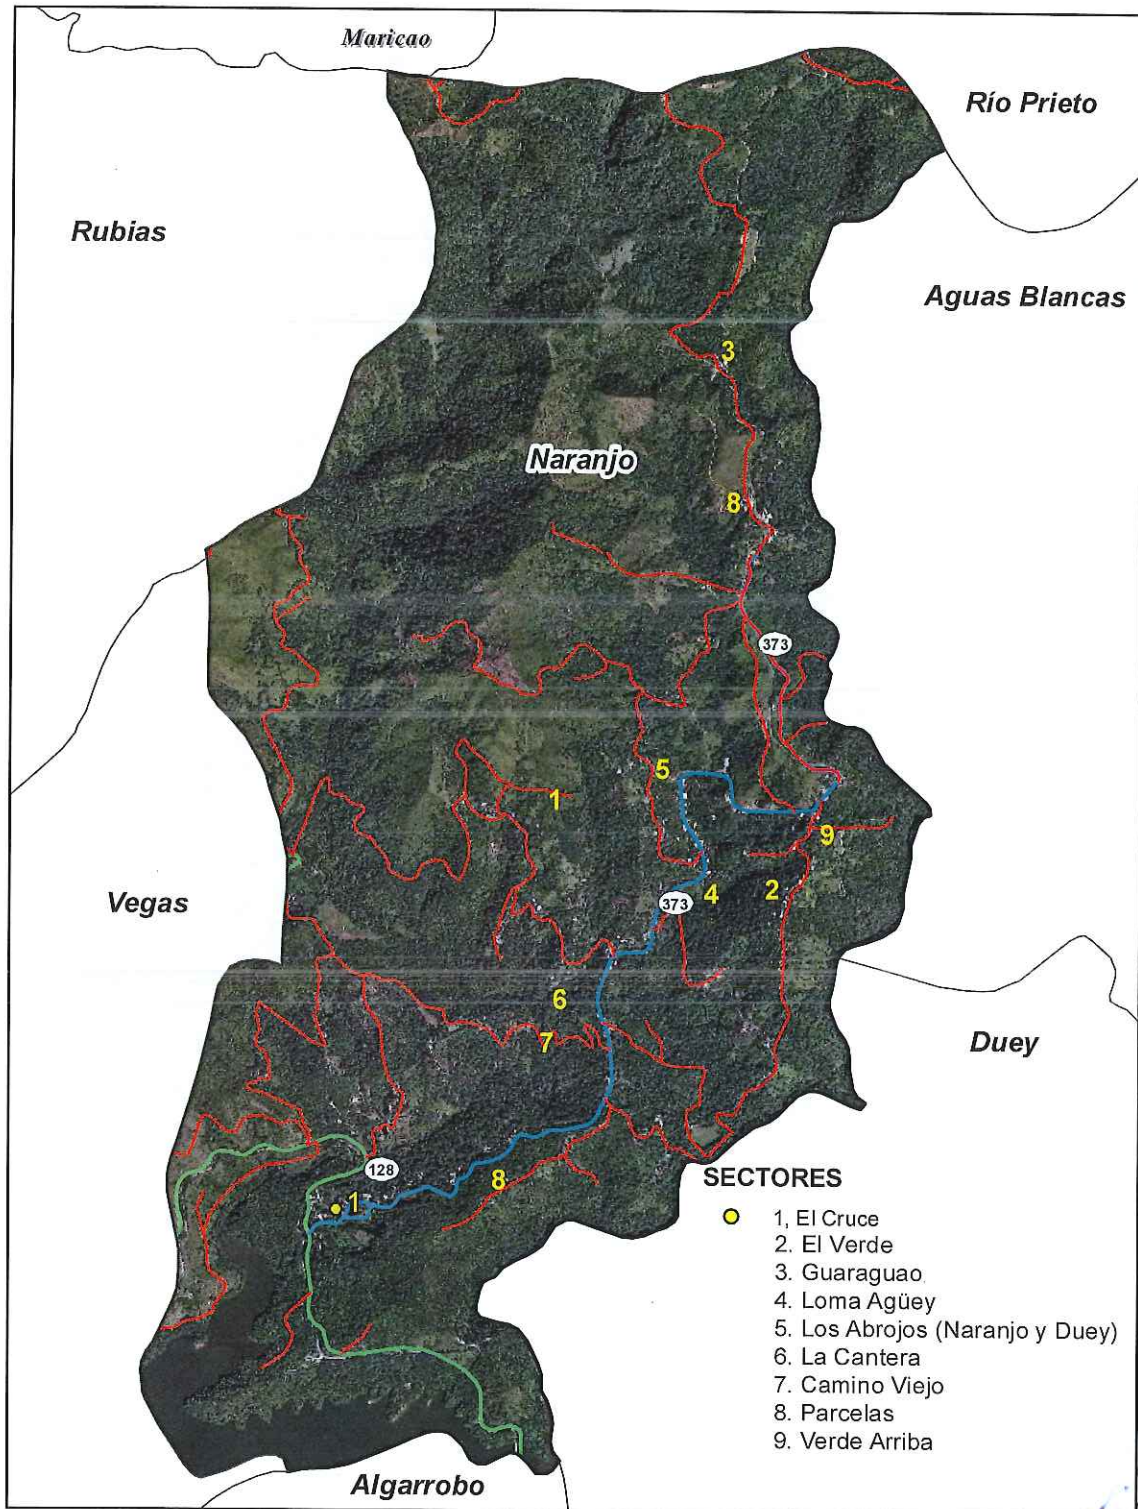 Maricao
Río Prieto
Rubias
Aguas Blancas
3
Naranjo
8
373
5
1
9
Vegas
4
2
373
6
7
Duey
128
8
1
SECTORES
1, El Cruce
2. El Verde
3. Guaraguao
4. Loma Agüey
5. Los Abrojos (Naranjo y Duey)
6. La Cantera
7. Camino Viejo
8. Parcelas
9. Verde Arriba
Algarrobo